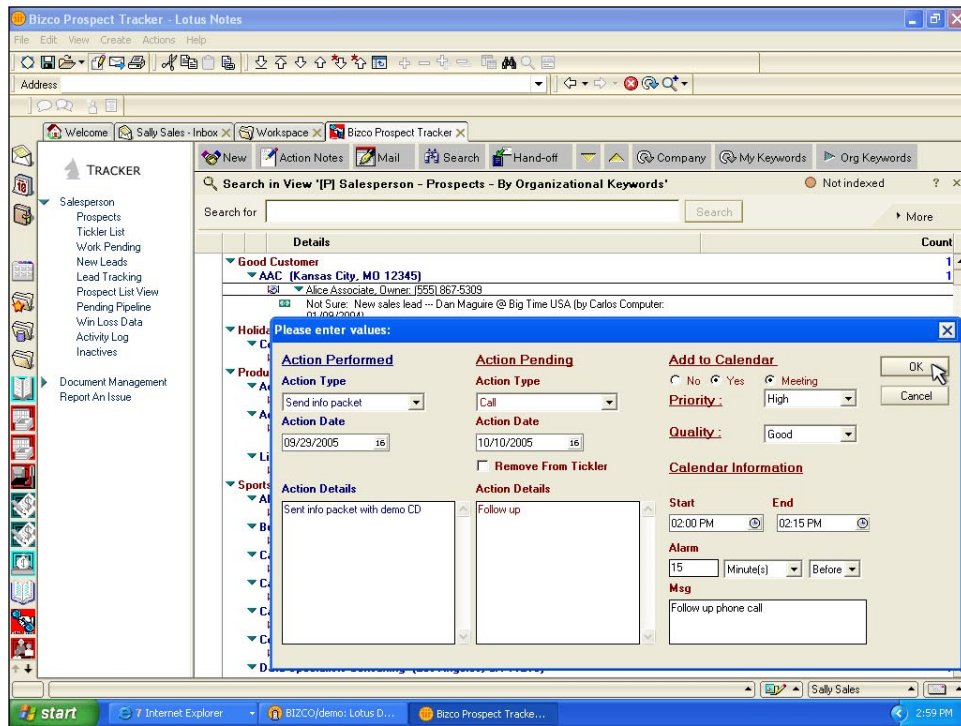 Bizco Prospect Tracker - Lotus Notes
File Edit View Create Actions Help
Address
Welcome Sally Sales - Inbox Workspace Bizco Prospect Tracker
TRACKER
Salesperson
Prospects
Tickler List
Work Pending
New Leads
Lead Tracking
Prospect List View
Pending Pipeline
Win Loss Data
Activity Log
Inactives
Document Management
Report An Issue
New Action Notes Mail Search Hand-off Company My Keywords Org Keywords
Search in View '[P] Salesperson - Prospects - By Organizational Keywords' Not indexed ? ×
Search for Search
More
Details Count
Good Customer 1
AAC (Kansas City, MO 12345) 1
Alice Associate, Owner: (555) 867-5309
Not Sure: New sales lead --- Dan Maguire @ Big Time USA (by Carlos Computer:
01/09/2004)
Holida
Produ
Sports
Please enter values:
Action Performed
Action Type
Send info packet
Action Date
09/29/2005 16
Action Details
Sent info packet with demo CD
Action Pending
Action Type
Call
Action Date
10/10/2005 16
Remove From Tickler
Action Details
Follow up
Add to Calendar
No Yes Meeting
Priority : High
Quality : Good
Calendar Information
Start End
02:00 PM 02:15 PM
Alarm
15 Minute(s) Before
Msg
Follow up phone call
OK
Cancel
Sally Sales
start 7 Internet Explorer BIZCO/demo: Lotus D... Bizco Prospect Tracke... 2:59 PM